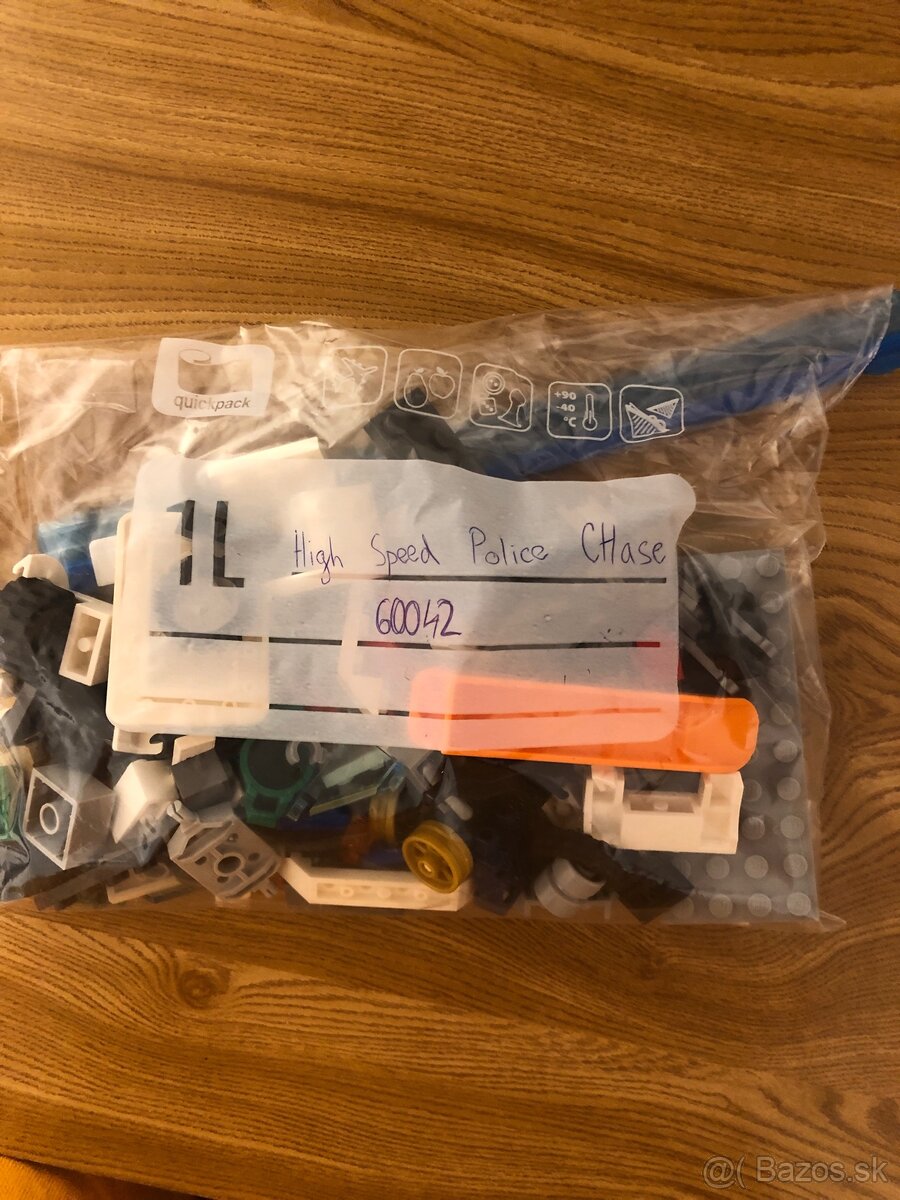 quickpack
+90
-40
°C
1L
High Speed Police CHase
60042
@( Bazos.sk